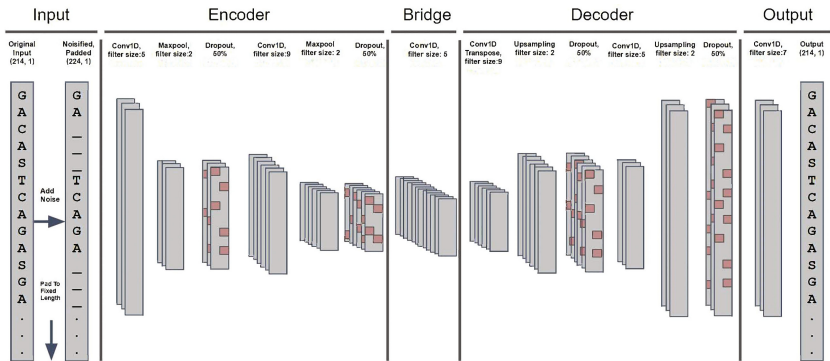 Input
Encoder
Bridge
Decoder
Output
Original
Input
(214, 1)
Noisified,
Padded
(224, 1)
Conv1D,
filter size:5
Maxpool,
filter size:2
Dropout,
50%
Conv1D,
filter size:9
Maxpool
filter size: 2
Dropout,
50%
Conv1D,
filter size: 5
Conv1D
Transpose,
filter size:9
Upsampling
filter size: 2
Dropout,
50%
Conv1D,
filter size:5
Upsampling
filter size: 2
Dropout,
50%
Conv1D,
filter size:7
Output
(214, 1)
G
A
C
A
S
T
C
A
G
A
S
G
A
.
.
.
Add
Noise
Pad To
Fixed
Length
G
A
_
_
_
T
C
A
G
A
_
_
_
.
.
.
G
A
C
A
S
T
C
A
G
A
S
G
A
.
.
.